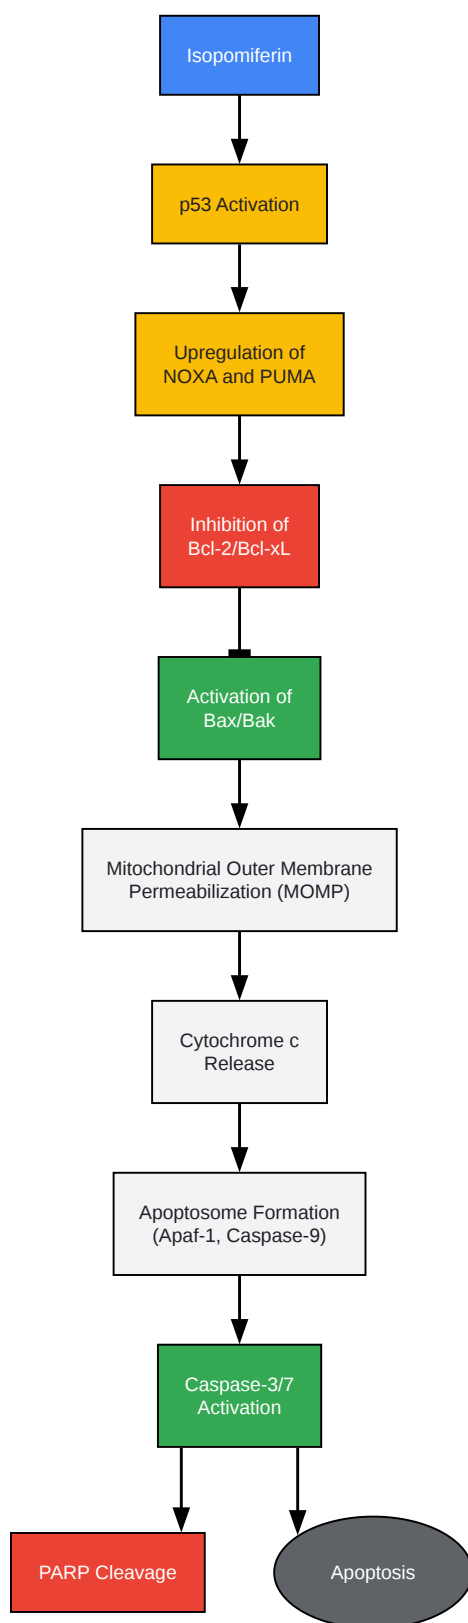 Isopomiferin
p53 Activation
Upregulation of
NOXA and PUMA
Inhibition of
Bcl-2/Bcl-xL
Activation of
Bax/Bak
Mitochondrial Outer Membrane
Permeabilization (MOMP)
Cytochrome c
Release
Apoptosome Formation
(Apaf-1, Caspase-9)
Caspase-3/7
Activation
PARP Cleavage
Apoptosis